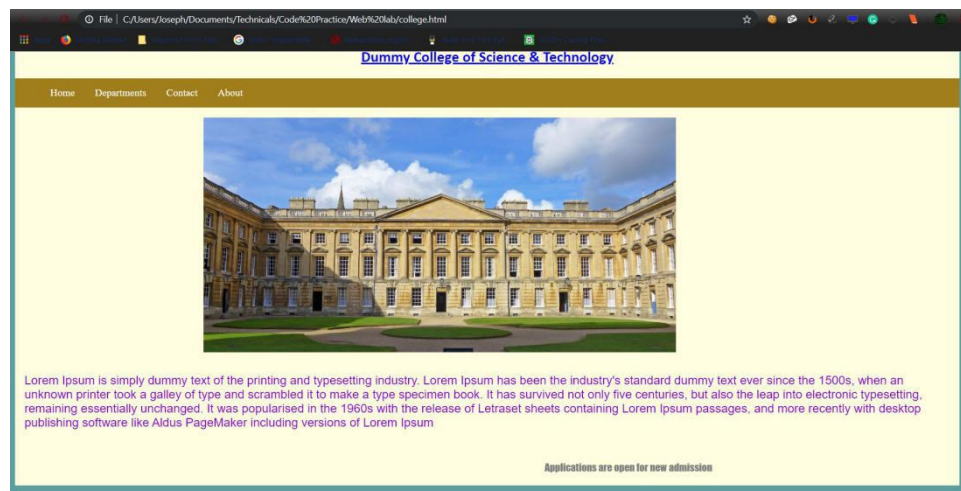 File | C:/Users/Joseph/Documents/Technicals/Code%20Practice/Web%20lab/college.html
Dummy College of Science & Technology
Home Departments Contact About
Lorem Ipsum is simply dummy text of the printing and typesetting industry. Lorem Ipsum has been the industry's standard dummy text ever since the 1500s, when an
unknown printer took a galley of type and scrambled it to make a type specimen book. It has survived not only five centuries, but also the leap into electronic typesetting,
remaining essentially unchanged. It was popularised in the 1960s with the release of Letraset sheets containing Lorem Ipsum passages, and more recently with desktop
publishing software like Aldus PageMaker including versions of Lorem Ipsum
Applications are open for new admission